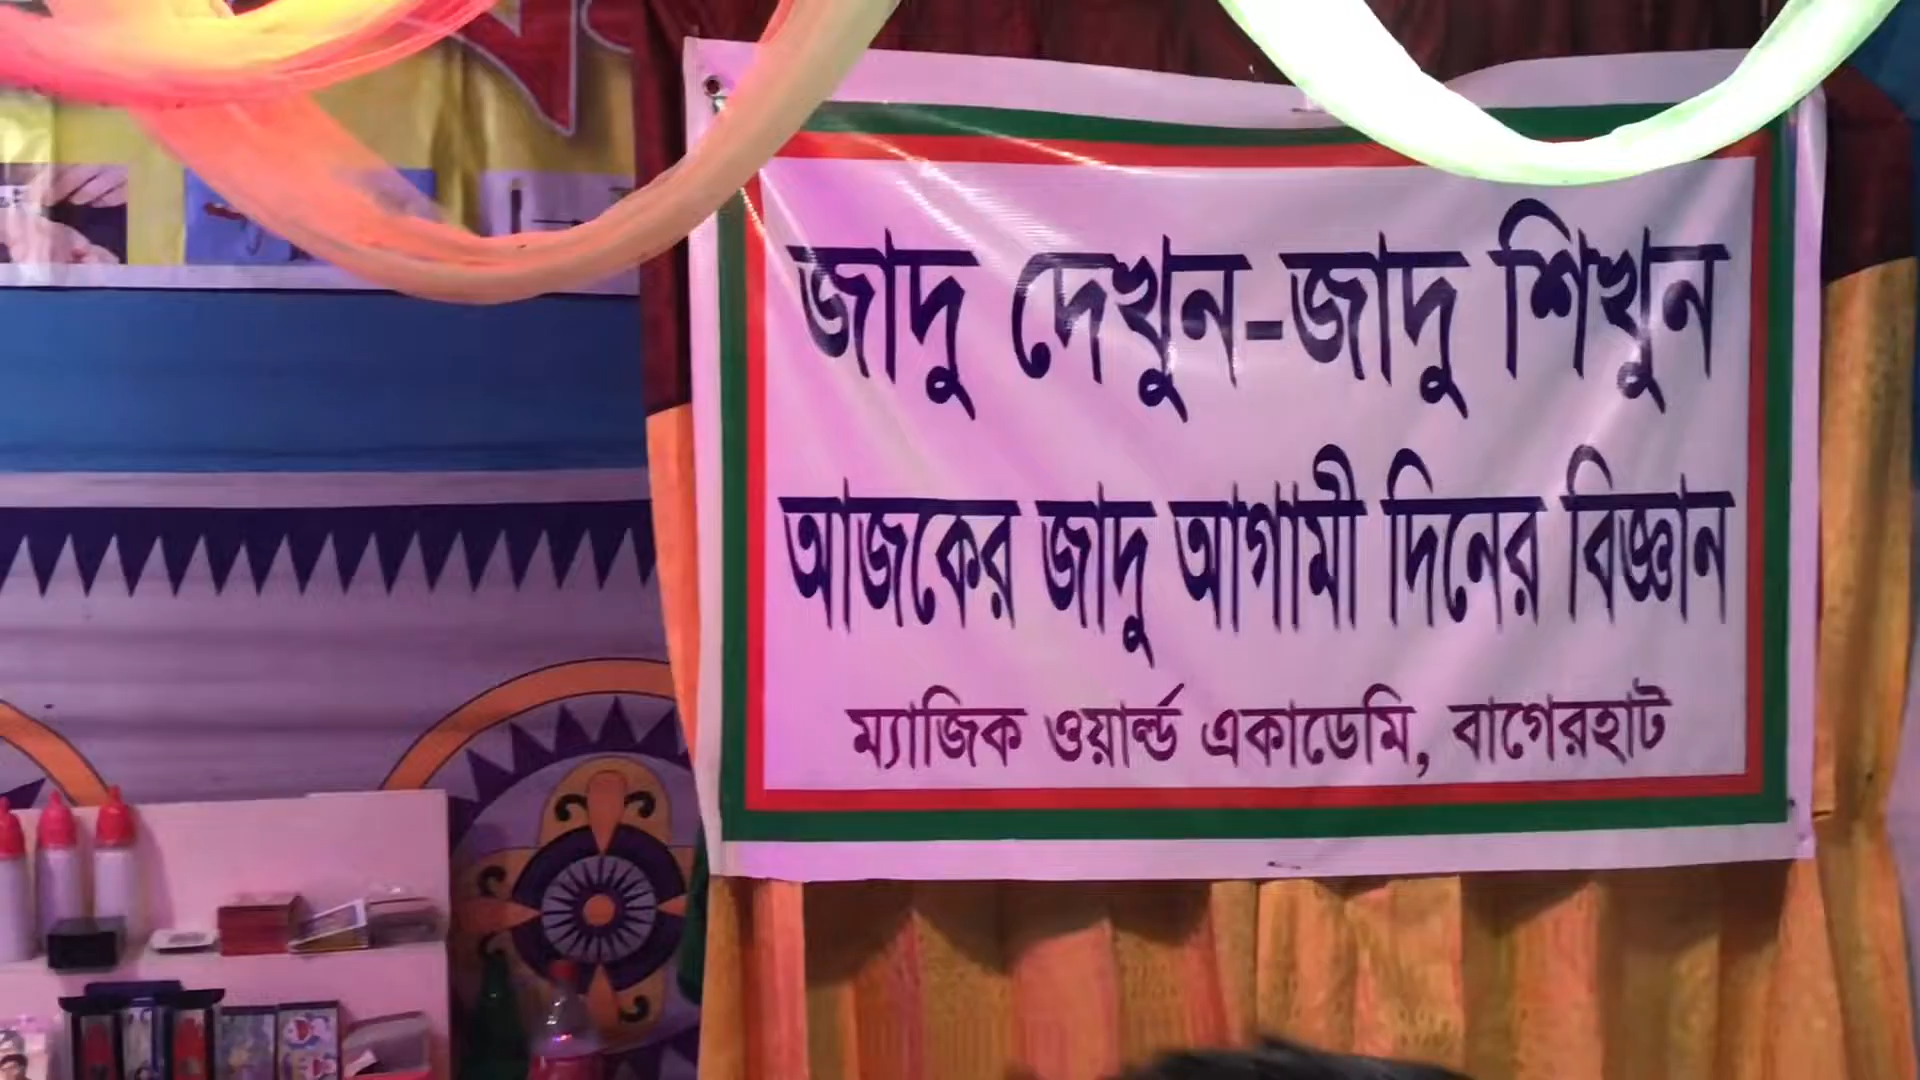 জাদু দেখুন-জাদু শিখুন
আজকের জাদু আগামী দিনের বিজ্ঞান
ম্যাজিক ওয়ার্ল্ড একাডেমি, বাগেরহাট